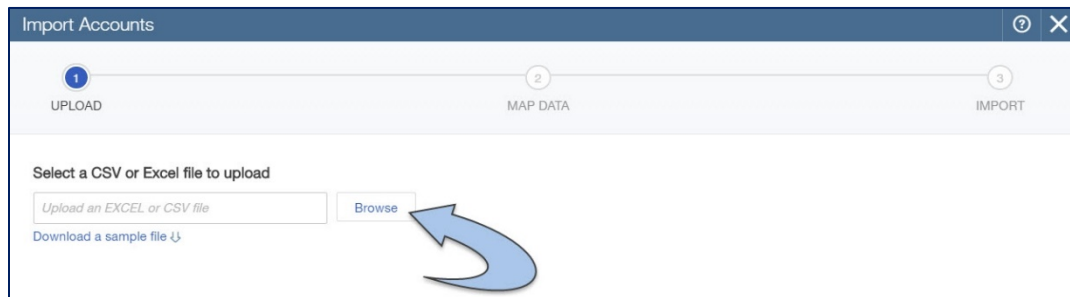 Import Accounts
1
UPLOAD
2
MAP DATA
3
IMPORT
Select a CSV or Excel file to upload
Upload an EXCEL or CSV file
Browse
Download a sample file